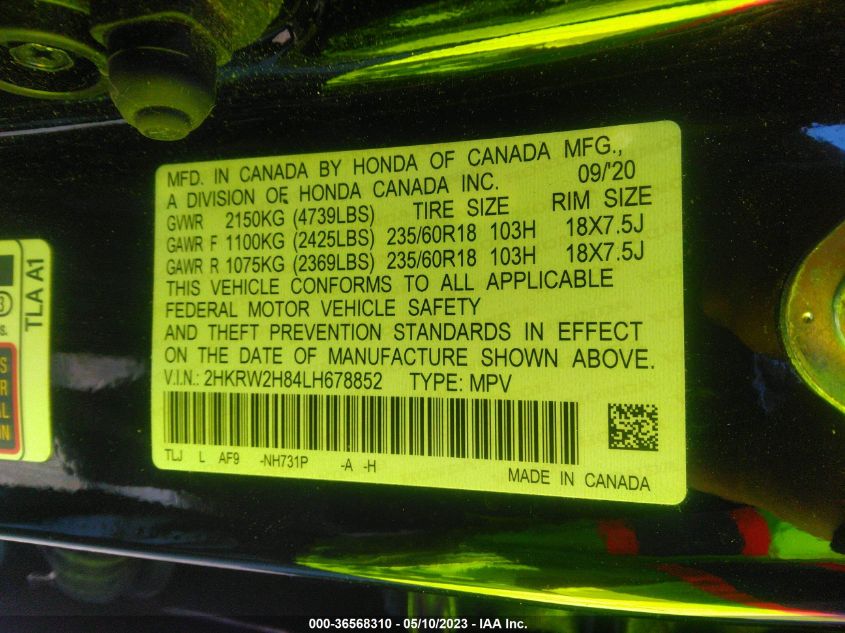 MFD. IN CANADA BY HONDA OF CANADA MFG.,
A DIVISION OF HONDA CANADA INC. 09/'20
GVWR 2150KG (4739LBS) TIRE SIZE RIM SIZE
GAWR F 1100KG (2425LBS) 235/60R18 103H 18X7.5J
GAWR R 1075KG (2369LBS) 235/60R18 103H 18X7.5J
THIS VEHICLE CONFORMS TO ALL APPLICABLE
FEDERAL MOTOR VEHICLE SAFETY
AND THEFT PREVENTION STANDARDS IN EFFECT
ON THE DATE OF MANUFACTURE SHOWN ABOVE.
V.I.N.: 2HKRW2H84LH678852 TYPE: MPV
TLJ L AF9 -NH731P -A -H
MADE IN CANADA
TLA A1
000-36568310 - 05/10/2023 - IAA Inc.